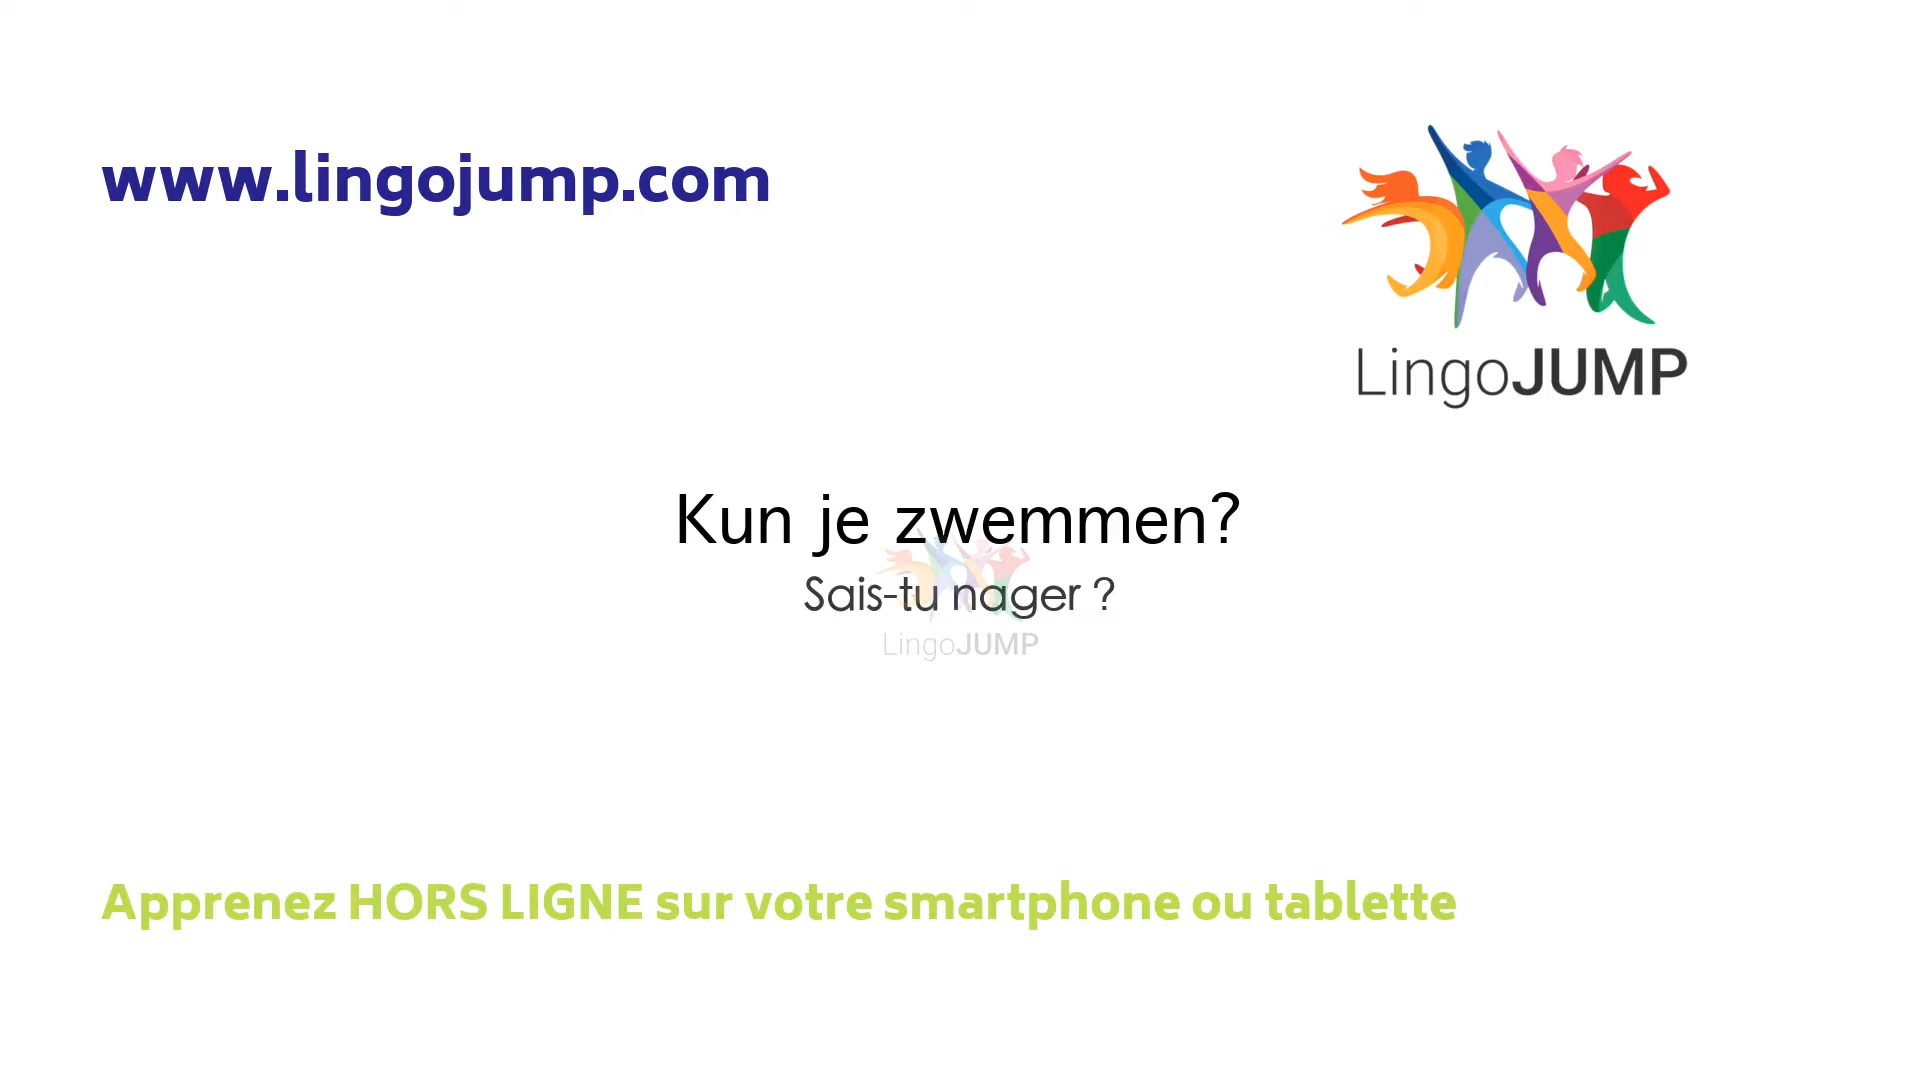 www.lingojump.com
LingoJUMP
Kun je zwemmen?
Sais-tu nager ?
LingoJUMP
Apprenez HORS LIGNE sur votre smartphone ou tablette